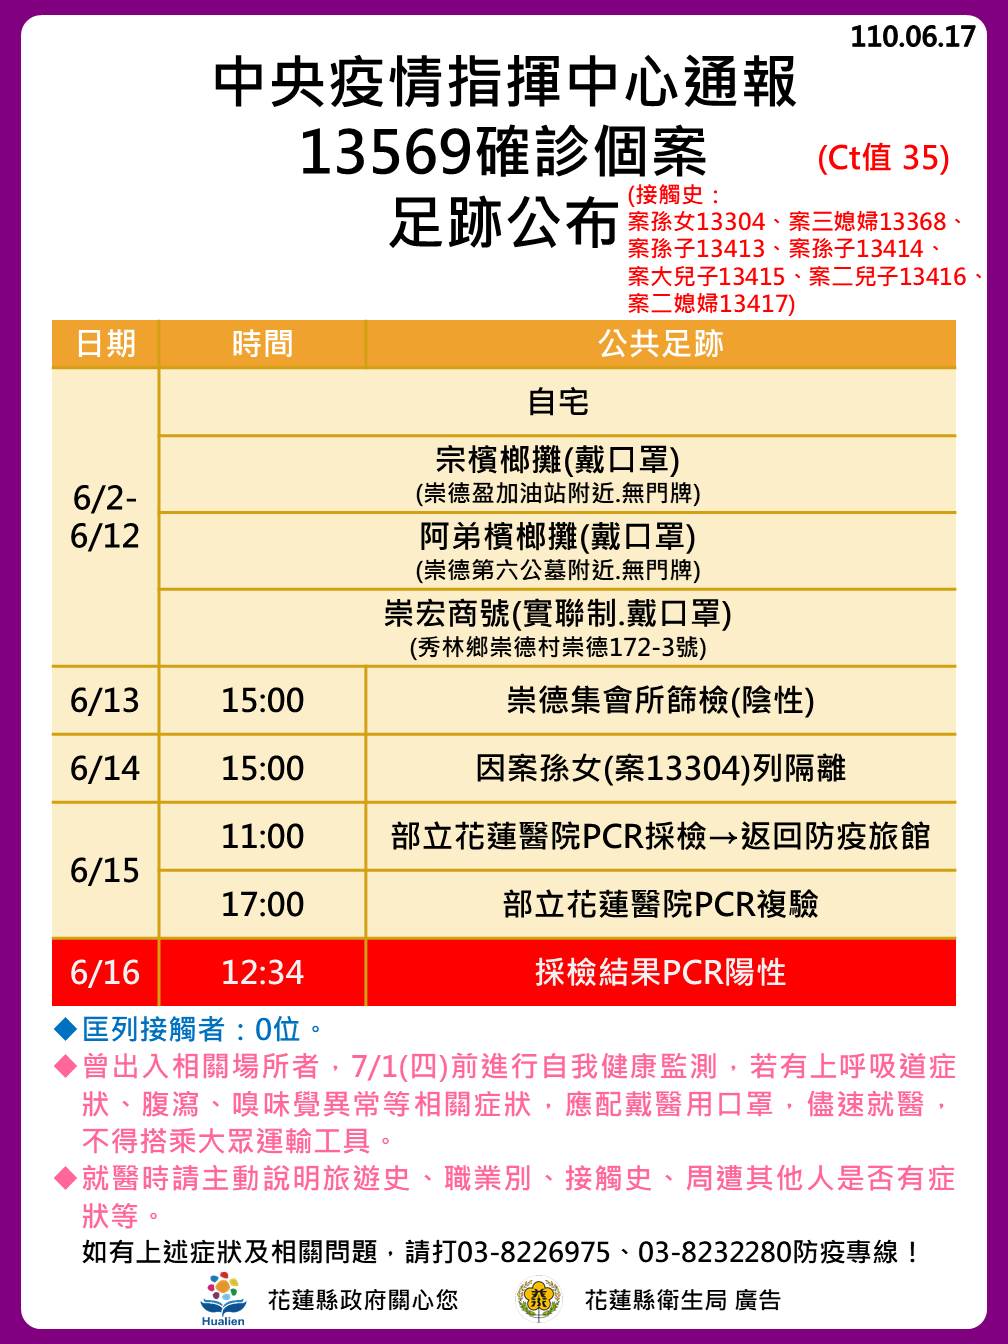 110.06.17
中央疫情指揮中心通報
13569確診個案
(Ct值 35)
足跡公布
(接觸史：
案孫女13304、案三媳婦13368、
案孫子13413、案孫子13414、
案大兒子13415、案二兒子13416、
案二媳婦13417)
日期 時間 公共足跡
6/2-
6/12
自宅
宗檳榔攤(戴口罩)
(崇德盈加油站附近.無門牌)
阿弟檳榔攤(戴口罩)
(崇德第六公墓附近.無門牌)
崇宏商號(實聯制.戴口罩)
(秀林鄉崇德村崇德172-3號)
6/13 15:00 崇德集會所篩檢(陰性)
6/14 15:00 因案孫女(案13304)列隔離
6/15
11:00 部立花蓮醫院PCR採檢→返回防疫旅館
17:00 部立花蓮醫院PCR複驗
6/16 12:34 採檢結果PCR陽性
◆匡列接觸者：0位。
◆曾出入相關場所者，7/1(四)前進行自我健康監測，若有上呼吸道症
狀、腹瀉、嗅味覺異常等相關症狀，應配戴醫用口罩，儘速就醫，
不得搭乘大眾運輸工具。
◆就醫時請主動說明旅遊史、職業別、接觸史、周遭其他人是否有症
狀等。
如有上述症狀及相關問題，請打03-8226975、03-8232280防疫專線！
Hualien
花蓮縣政府關心您
花蓮縣衛生局 廣告